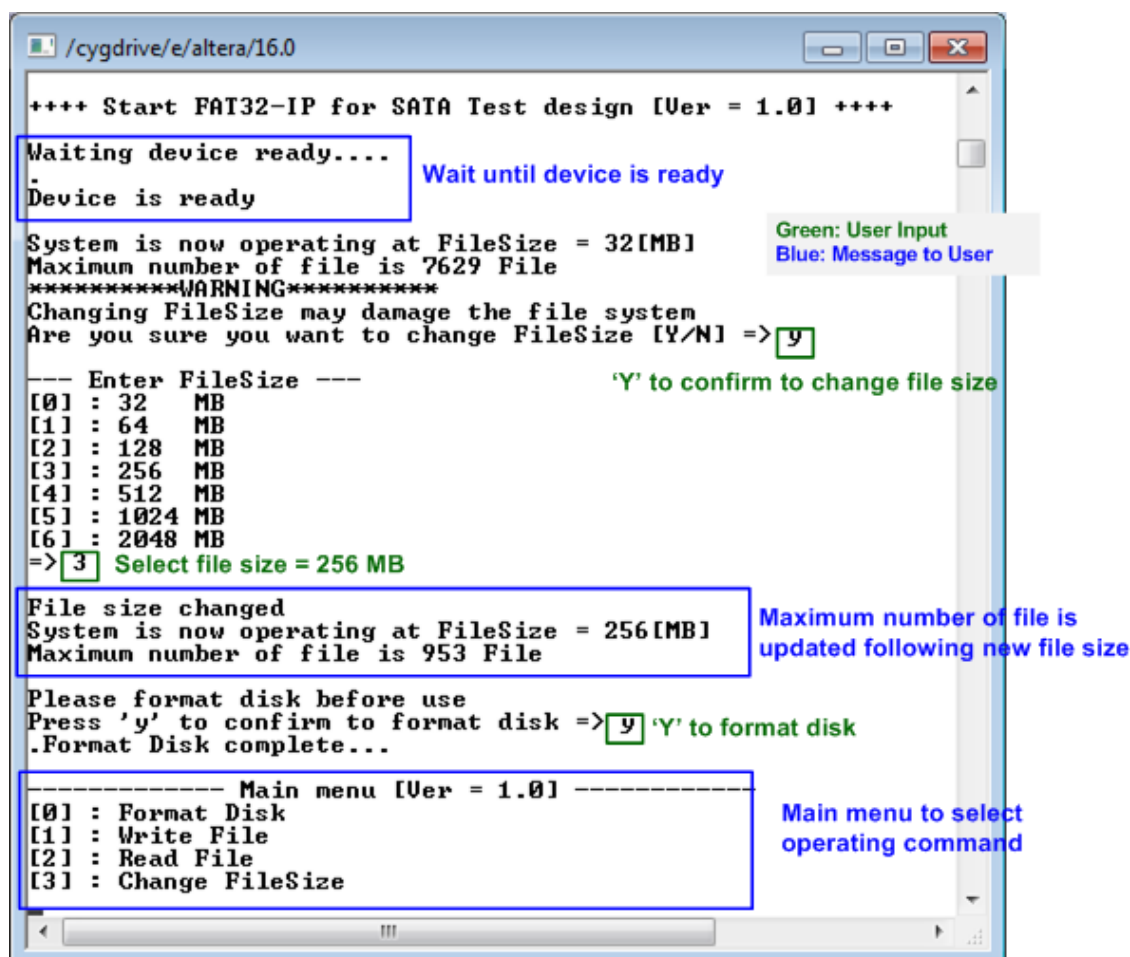 /cygdrive/e/altera/16.0
++++ Start FAT32-IP for SATA Test design [Ver = 1.0] ++++
Waiting device ready....
.
Device is ready
Wait until device is ready
Green: User Input
Blue: Message to User
System is now operating at FileSize = 32[MB]
Maximum number of file is 7629 File
**********WARNING**********
Changing FileSize may damage the file system
Are you sure you want to change FileSize [Y/N] => y
'Y' to confirm to change file size
--- Enter FileSize ---
[0] : 32 MB
[1] : 64 MB
[2] : 128 MB
[3] : 256 MB
[4] : 512 MB
[5] : 1024 MB
[6] : 2048 MB
=> 3 Select file size = 256 MB
File size changed
System is now operating at FileSize = 256[MB]
Maximum number of file is 953 File
Maximum number of file is
updated following new file size
Please format disk before use
Press 'y' to confirm to format disk => y 'Y' to format disk
.Format Disk complete...
------------- Main menu [Ver = 1.0] -------------
[0] : Format Disk
[1] : Write File
[2] : Read File
[3] : Change FileSize
Main menu to select
operating command